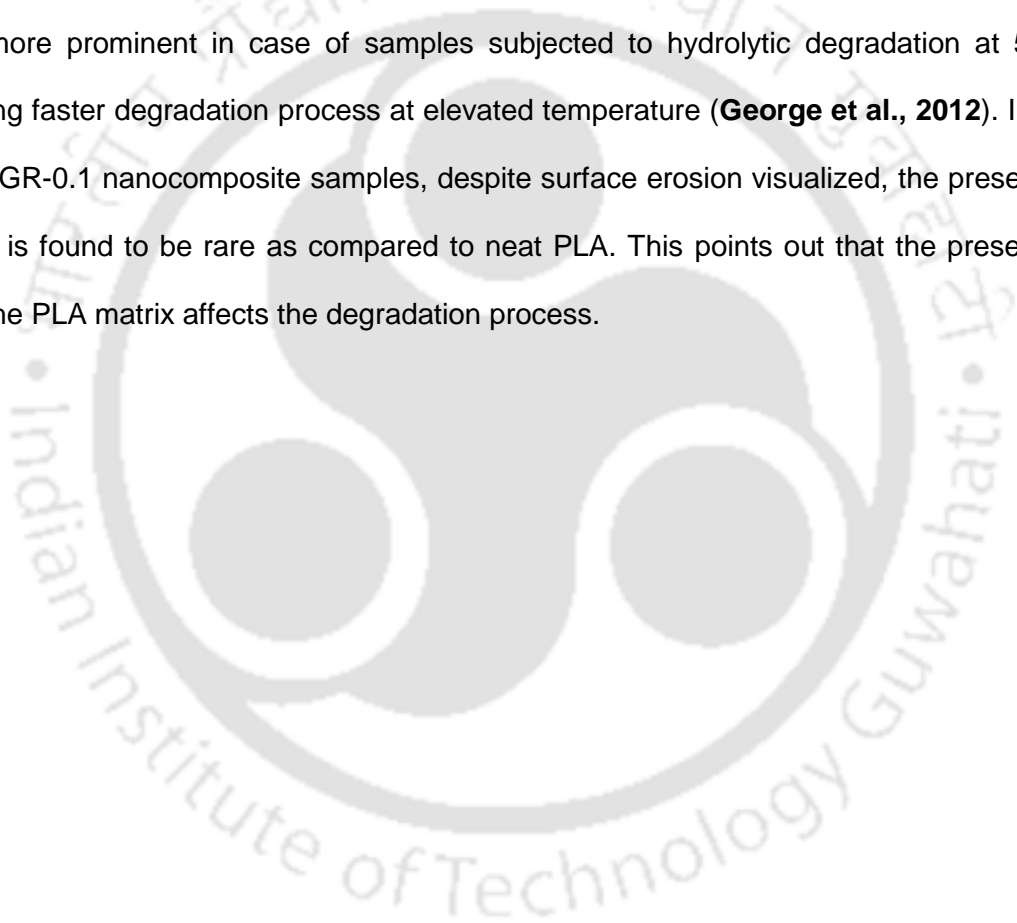 more prominent in case of samples subjected to hydrolytic degradation at 5
ng faster degradation process at elevated temperature (George et al., 2012). I
GR-0.1 nanocomposite samples, despite surface erosion visualized, the prese
is found to be rare as compared to neat PLA. This points out that the prese
ne PLA matrix affects the degradation process.
Indian Institute of Technology Guwahati